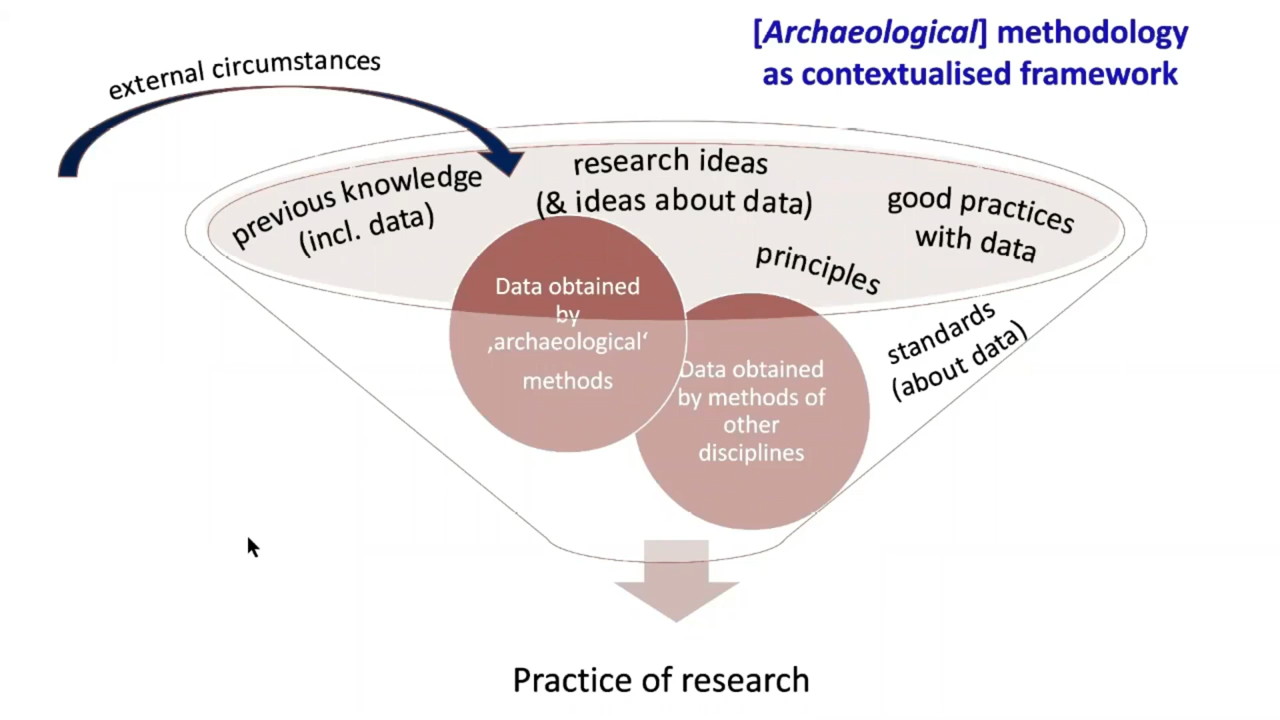 [Archaeological] methodology
as contextualised framework
external circumstances
previous knowledge
(incl. data)
research ideas
(& ideas about data)
good practices
with data
principles
standards
(about data)
Data obtained
by
‚archaeological‘
methods
Data obtained
by methods of
other
disciplines
Practice of research